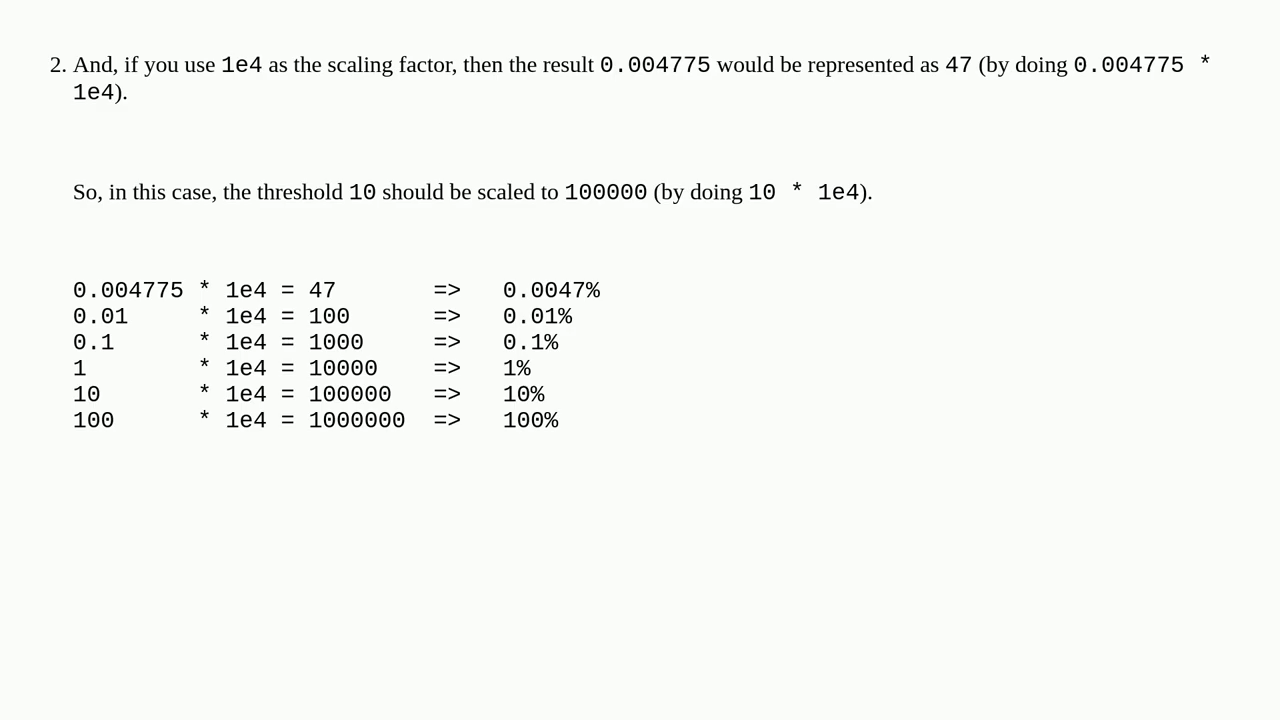 2. And, if you use 1e4 as the scaling factor, then the result 0.004775 would be represented as 47 (by doing 0.004775 *
1e4).
So, in this case, the threshold 10 should be scaled to 100000 (by doing 10 * 1e4).
0.004775 * 1e4 = 47       =>   0.0047%
0.01     * 1e4 = 100      =>   0.01%
0.1      * 1e4 = 1000     =>   0.1%
1        * 1e4 = 10000    =>   1%
10       * 1e4 = 100000   =>   10%
100      * 1e4 = 1000000  =>   100%